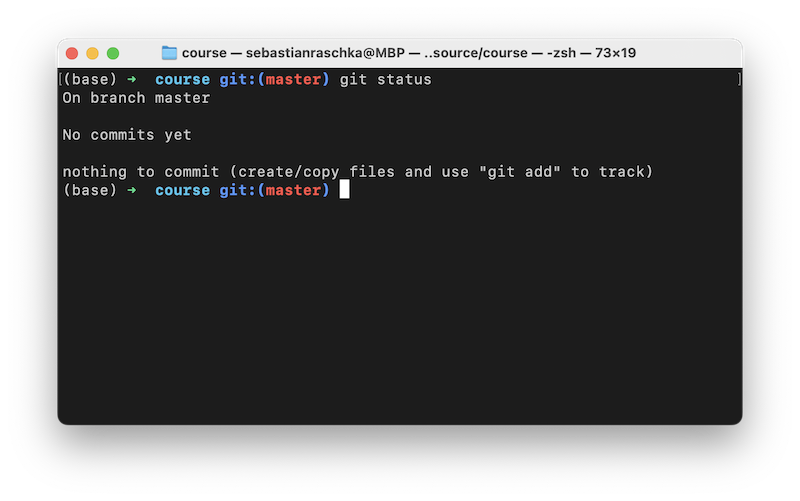 course — sebastianraschka@MBP — ..source/course — -zsh — 73×19
[(base) ➜  course git:(master) git status ]
On branch master
No commits yet
nothing to commit (create/copy files and use "git add" to track)
(base) ➜  course git:(master)